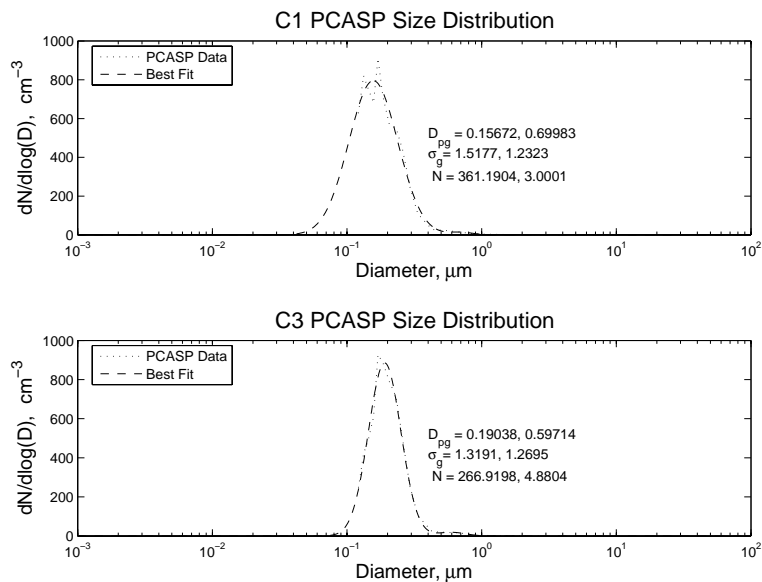 C1 PCASP Size Distribution
1000
800
600
400
200
0
dN/dlog(D), cm⁻³
PCASP Data
Best Fit
D_pg = 0.15672, 0.69983
σ_g= 1.5177, 1.2323
N = 361.1904, 3.0001
10⁻³ 10⁻² 10⁻¹ 10⁰ 10¹ 10²
Diameter, μm
C3 PCASP Size Distribution
1000
800
600
400
200
0
dN/dlog(D), cm⁻³
PCASP Data
Best Fit
D_pg = 0.19038, 0.59714
σ_g= 1.3191, 1.2695
N = 266.9198, 4.8804
10⁻³ 10⁻² 10⁻¹ 10⁰ 10¹ 10²
Diameter, μm